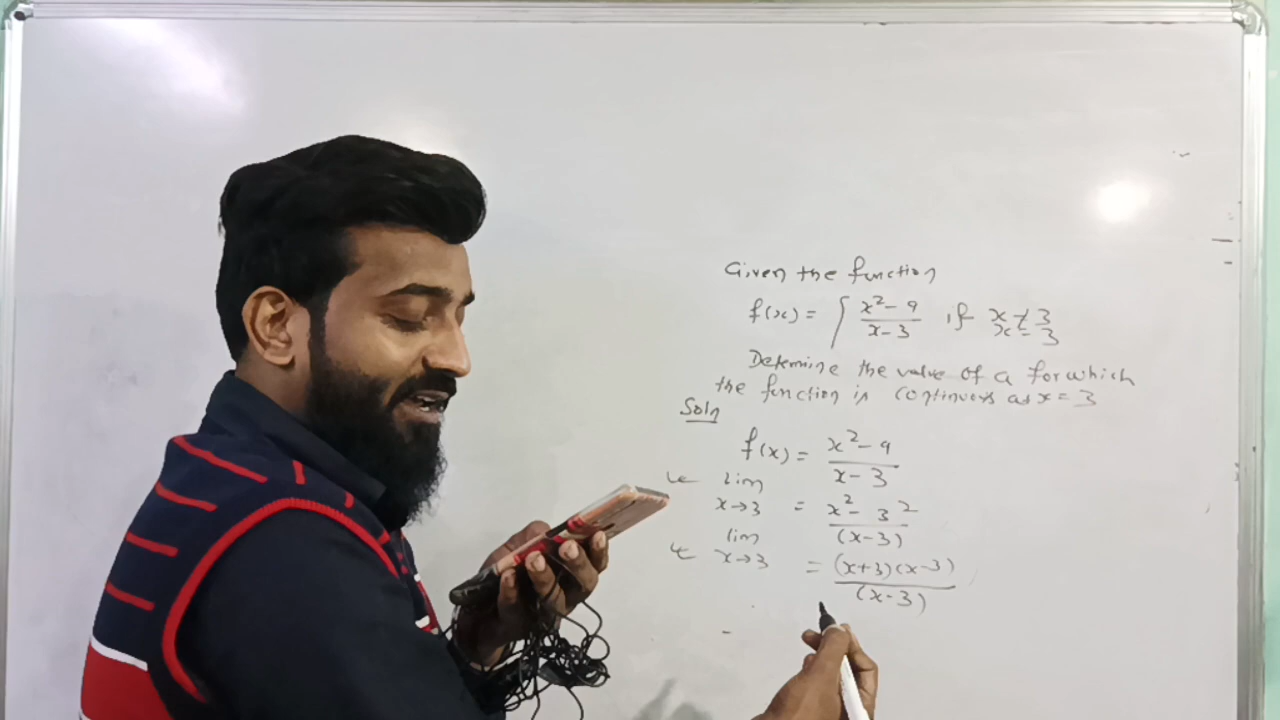 Given the function
f(x) = { x²-9 / x-3 if x ≠ 3
x = 3
Determine the value of a for which
the function is continuous at x = 3
Soln
f(x) = x²-9 / x-3
lim x→3 = x²-3² / (x-3)
lim x→3 = (x+3)(x-3) / (x-3)